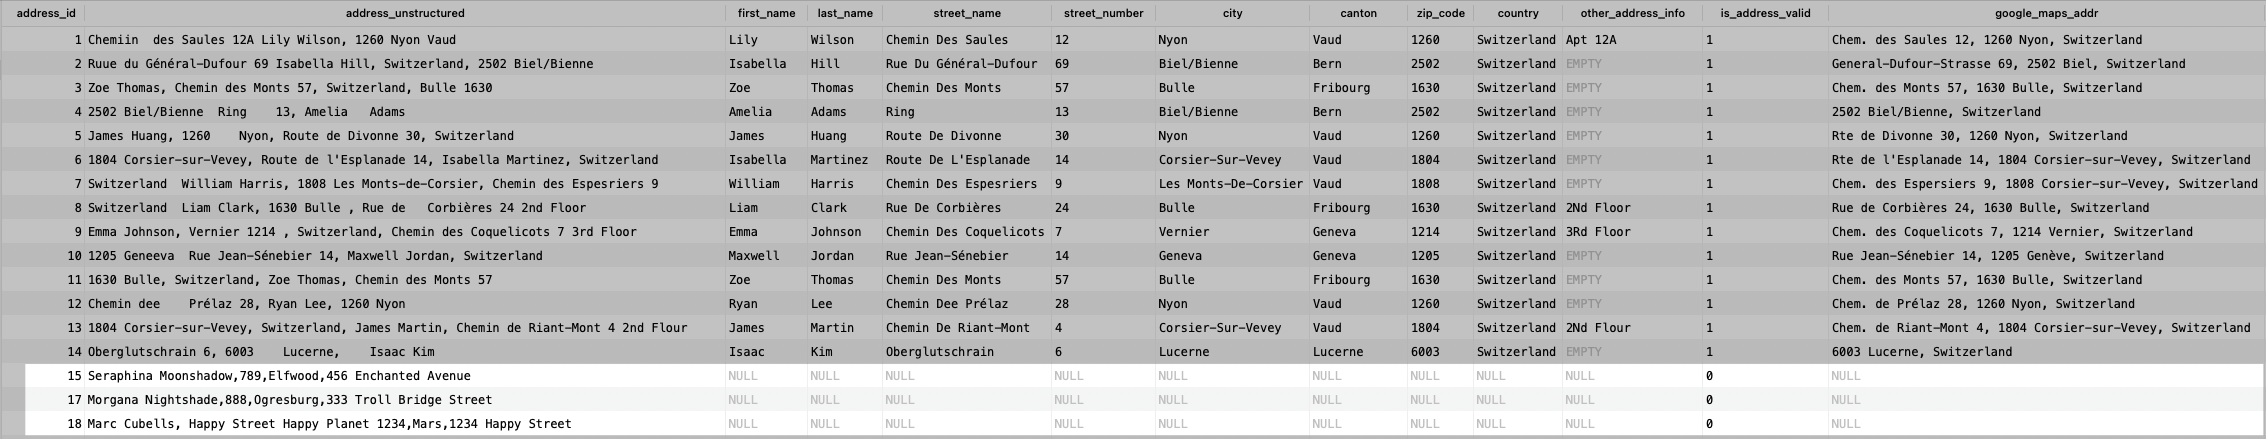 address_id address_unstructured first_name last_name street_name street_number city canton zip_code country other_address_info is_address_valid google_maps_addr
1 Chemiin  des Saules 12A Lily Wilson, 1260 Nyon Vaud Lily Wilson Chemin Des Saules 12 Nyon Vaud 1260 Switzerland Apt 12A 1 Chem. des Saules 12, 1260 Nyon, Switzerland
2 Ruue du Général-Dufour 69 Isabella Hill, Switzerland, 2502 Biel/Bienne Isabella Hill Rue Du Général-Dufour 69 Biel/Bienne Bern 2502 Switzerland EMPTY 1 General-Dufour-Strasse 69, 2502 Biel, Switzerland
3 Zoe Thomas, Chemin des Monts 57, Switzerland, Bulle 1630 Zoe Thomas Chemin Des Monts 57 Bulle Fribourg 1630 Switzerland EMPTY 1 Chem. des Monts 57, 1630 Bulle, Switzerland
4 2502 Biel/Bienne  Ring    13, Amelia   Adams Amelia Adams Ring 13 Biel/Bienne Bern 2502 Switzerland EMPTY 1 2502 Biel/Bienne, Switzerland
5 James Huang, 1260    Nyon, Route de Divonne 30, Switzerland James Huang Route De Divonne 30 Nyon Vaud 1260 Switzerland EMPTY 1 Rte de Divonne 30, 1260 Nyon, Switzerland
6 1804 Corsier-sur-Vevey, Route de l'Esplanade 14, Isabella Martinez, Switzerland Isabella Martinez Route De L'Esplanade 14 Corsier-Sur-Vevey Vaud 1804 Switzerland EMPTY 1 Rte de l'Esplanade 14, 1804 Corsier-sur-Vevey, Switzerland
7 Switzerland  William Harris, 1808 Les Monts-de-Corsier, Chemin des Espesriers 9 William Harris Chemin Des Espesriers 9 Les Monts-De-Corsier Vaud 1808 Switzerland EMPTY 1 Chem. des Espersiers 9, 1808 Corsier-sur-Vevey, Switzerland
8 Switzerland  Liam Clark, 1630 Bulle , Rue de   Corbières 24 2nd Floor Liam Clark Rue De Corbières 24 Bulle Fribourg 1630 Switzerland 2Nd Floor 1 Rue de Corbières 24, 1630 Bulle, Switzerland
9 Emma Johnson, Vernier 1214 , Switzerland, Chemin des Coquelicots 7 3rd Floor Emma Johnson Chemin Des Coquelicots 7 Vernier Geneva 1214 Switzerland 3Rd Floor 1 Chem. des Coquelicots 7, 1214 Vernier, Switzerland
10 1205 Geneeva  Rue Jean-Sénebier 14, Maxwell Jordan, Switzerland Maxwell Jordan Rue Jean-Sénebier 14 Geneva Geneva 1205 Switzerland EMPTY 1 Rue Jean-Sénebier 14, 1205 Genève, Switzerland
11 1630 Bulle, Switzerland, Zoe Thomas, Chemin des Monts 57 Zoe Thomas Chemin Des Monts 57 Bulle Fribourg 1630 Switzerland EMPTY 1 Chem. des Monts 57, 1630 Bulle, Switzerland
12 Chemin dee    Prélaz 28, Ryan Lee, 1260 Nyon Ryan Lee Chemin Dee Prélaz 28 Nyon Vaud 1260 Switzerland EMPTY 1 Chem. de Prélaz 28, 1260 Nyon, Switzerland
13 1804 Corsier-sur-Vevey, Switzerland, James Martin, Chemin de Riant-Mont 4 2nd Flour James Martin Chemin De Riant-Mont 4 Corsier-Sur-Vevey Vaud 1804 Switzerland 2Nd Flour 1 Chem. de Riant-Mont 4, 1804 Corsier-sur-Vevey, Switzerland
14 Oberglutschrain 6, 6003    Lucerne,    Isaac Kim Isaac Kim Oberglutschrain 6 Lucerne Lucerne 6003 Switzerland EMPTY 1 6003 Lucerne, Switzerland
15 Seraphina Moonshadow,789,Elfwood,456 Enchanted Avenue NULL NULL NULL NULL NULL NULL NULL NULL NULL 0 NULL
17 Morgana Nightshade,888,Ogresburg,333 Troll Bridge Street NULL NULL NULL NULL NULL NULL NULL NULL NULL 0 NULL
18 Marc Cubells, Happy Street Happy Planet 1234,Mars,1234 Happy Street NULL NULL NULL NULL NULL NULL NULL NULL NULL 0 NULL